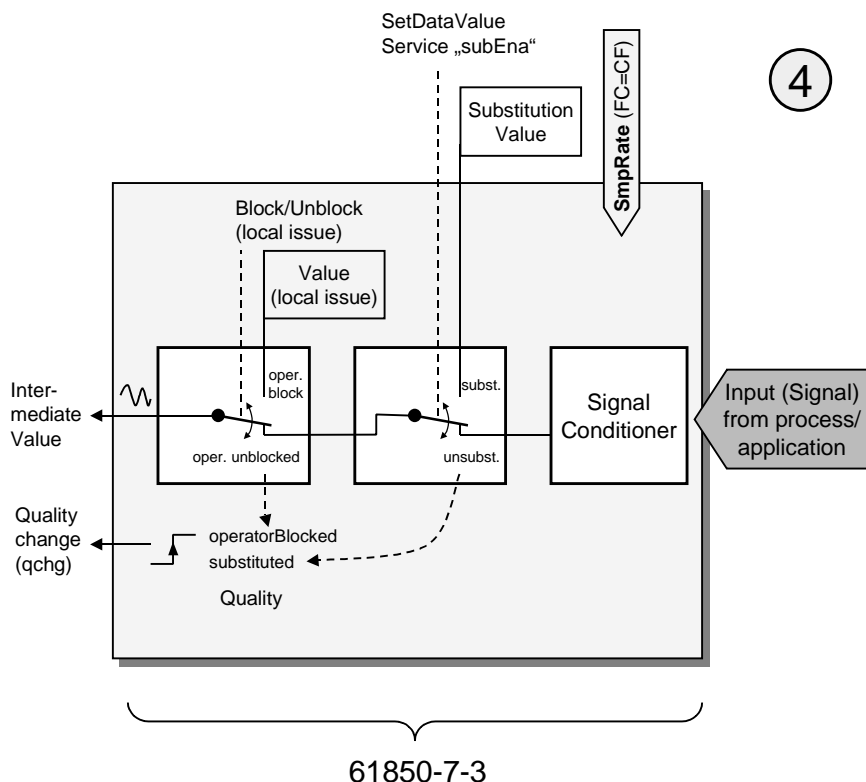 SetDataValue
Service „subEna“
4
SmpRate (FC=CF)
Substitution
Value
Block/Unblock
(local issue)
Value
(local issue)
oper.
block
subst.
Inter-
mediate
Value
Signal
Conditioner
Input (Signal)
from process/
application
oper. unblocked
unsubst.
Quality
change
(qchg)
operatorBlocked
substituted
Quality
61850-7-3